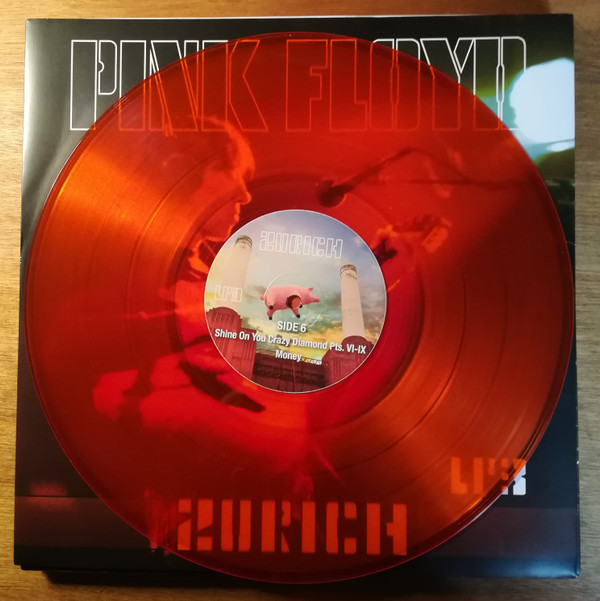 PINK FLOYD
ZURICH
LP3
SIDE 6
Shine On You Crazy Diamond Pts. VI-IX
Money
LP3
ZURICH